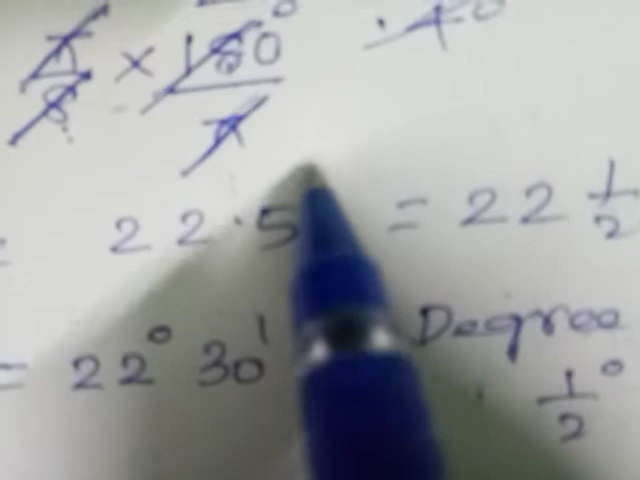 π/8 × 180°/π
= 22.5 = 22 1/2
= 22° 30' Degree
1/2°